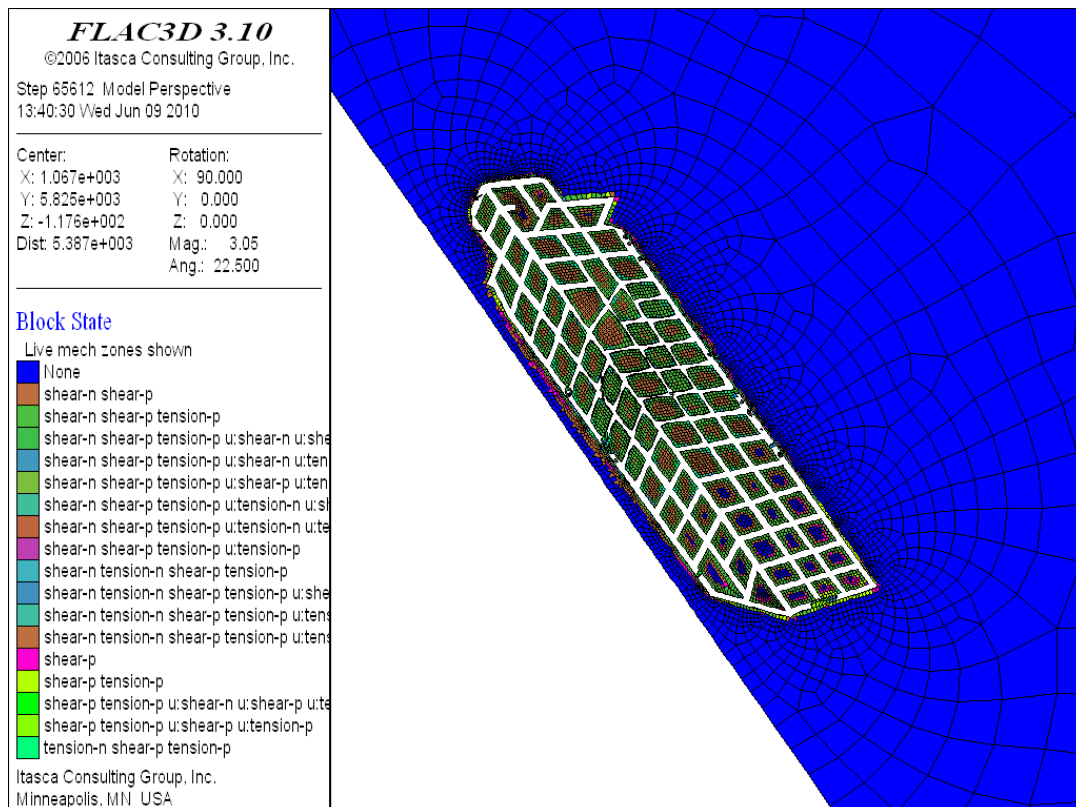 FLAC3D 3.10
©2006 Itasca Consulting Group, Inc.
Step 65612 Model Perspective
13:40:30 Wed Jun 09 2010
Center: Rotation:
X: 1.067e+003 X: 90.000
Y: 5.825e+003 Y: 0.000
Z: -1.176e+002 Z: 0.000
Dist: 5.387e+003 Mag.: 3.05
Ang.: 22.500
Block State
Live mech zones shown
None
shear-n shear-p
shear-n shear-p tension-p
shear-n shear-p tension-p u:shear-n u:she
shear-n shear-p tension-p u:shear-n u:ten
shear-n shear-p tension-p u:shear-p u:ten
shear-n shear-p tension-p u:tension-n u:sh
shear-n shear-p tension-p u:tension-n u:te
shear-n shear-p tension-p u:tension-p
shear-n tension-n shear-p tension-p
shear-n tension-n shear-p tension-p u:she
shear-n tension-n shear-p tension-p u:tens
shear-n tension-n shear-p tension-p u:tens
shear-p
shear-p tension-p
shear-p tension-p u:shear-n u:shear-p u:te
shear-p tension-p u:shear-p u:tension-p
tension-n shear-p tension-p
Itasca Consulting Group, Inc.
Minneapolis, MN USA